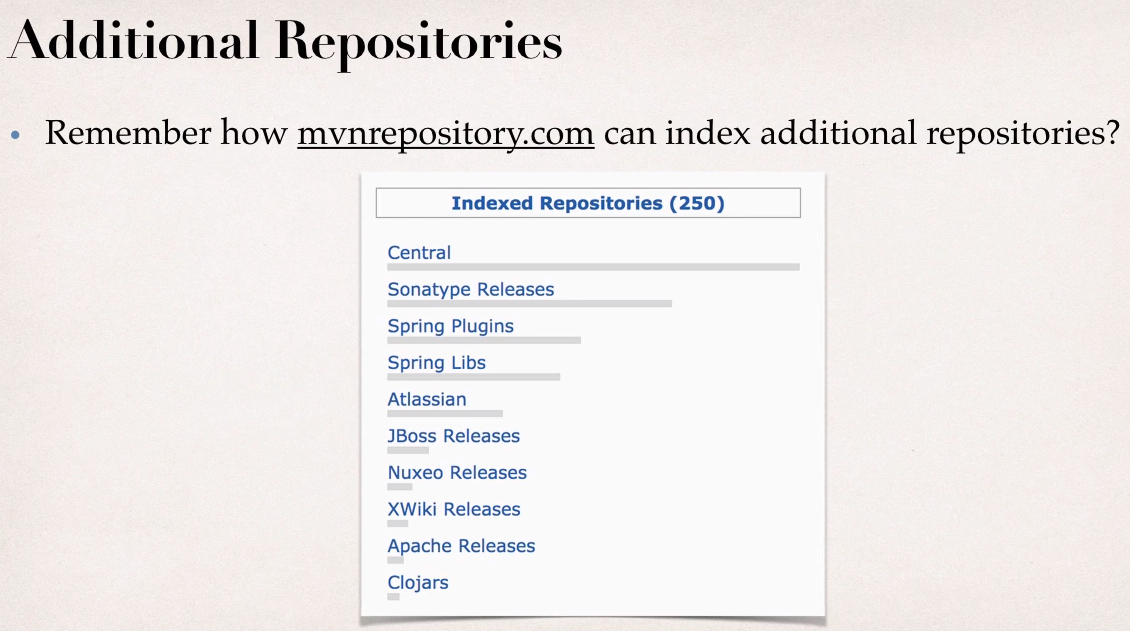 Additional Repositories
• Remember how mvnrepository.com can index additional repositories?
Indexed Repositories (250)
Central
Sonatype Releases
Spring Plugins
Spring Libs
Atlassian
JBoss Releases
Nuxeo Releases
XWiki Releases
Apache Releases
Clojars